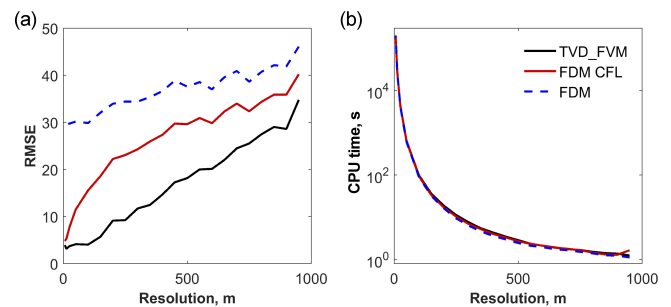 (a)
50
40
30
20
10
0
RMSE
0
500
1000
Resolution, m
(b)
TVD_FVM
FDM CFL
FDM
10^4
10^2
10^0
CPU time, s
0
500
1000
Resolution, m